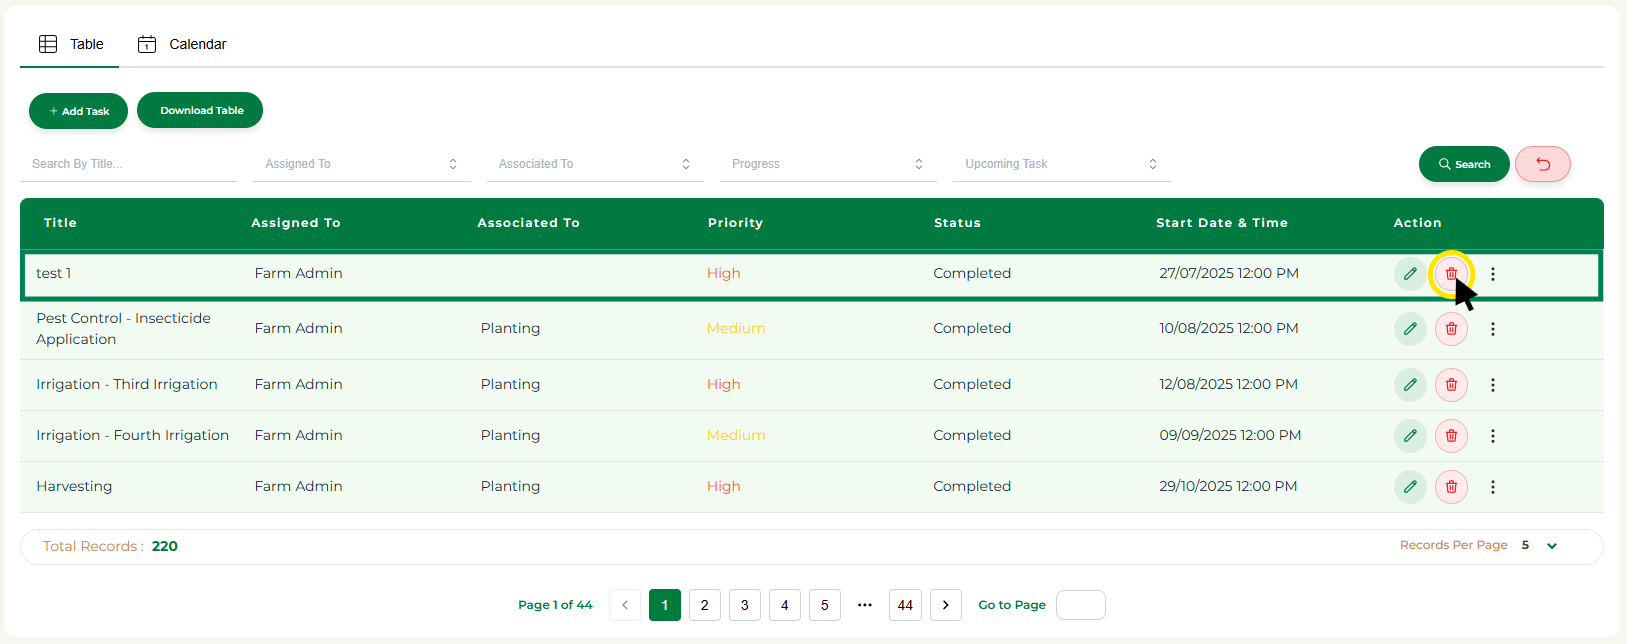 Table 1 Calendar
+ Add Task Download Table
Search By Title... Assigned To Associated To Progress Upcoming Task Search
Title Assigned To Associated To Priority Status Start Date & Time Action
test 1 Farm Admin High Completed 27/07/2025 12:00 PM
Pest Control - Insecticide
Application Farm Admin Planting Medium Completed 10/08/2025 12:00 PM
Irrigation - Third Irrigation Farm Admin Planting High Completed 12/08/2025 12:00 PM
Irrigation - Fourth Irrigation Farm Admin Planting Medium Completed 09/09/2025 12:00 PM
Harvesting Farm Admin Planting High Completed 29/10/2025 12:00 PM
Total Records : 220 Records Per Page 5
Page 1 of 44 < 1 2 3 4 5 ••• 44 > Go to Page